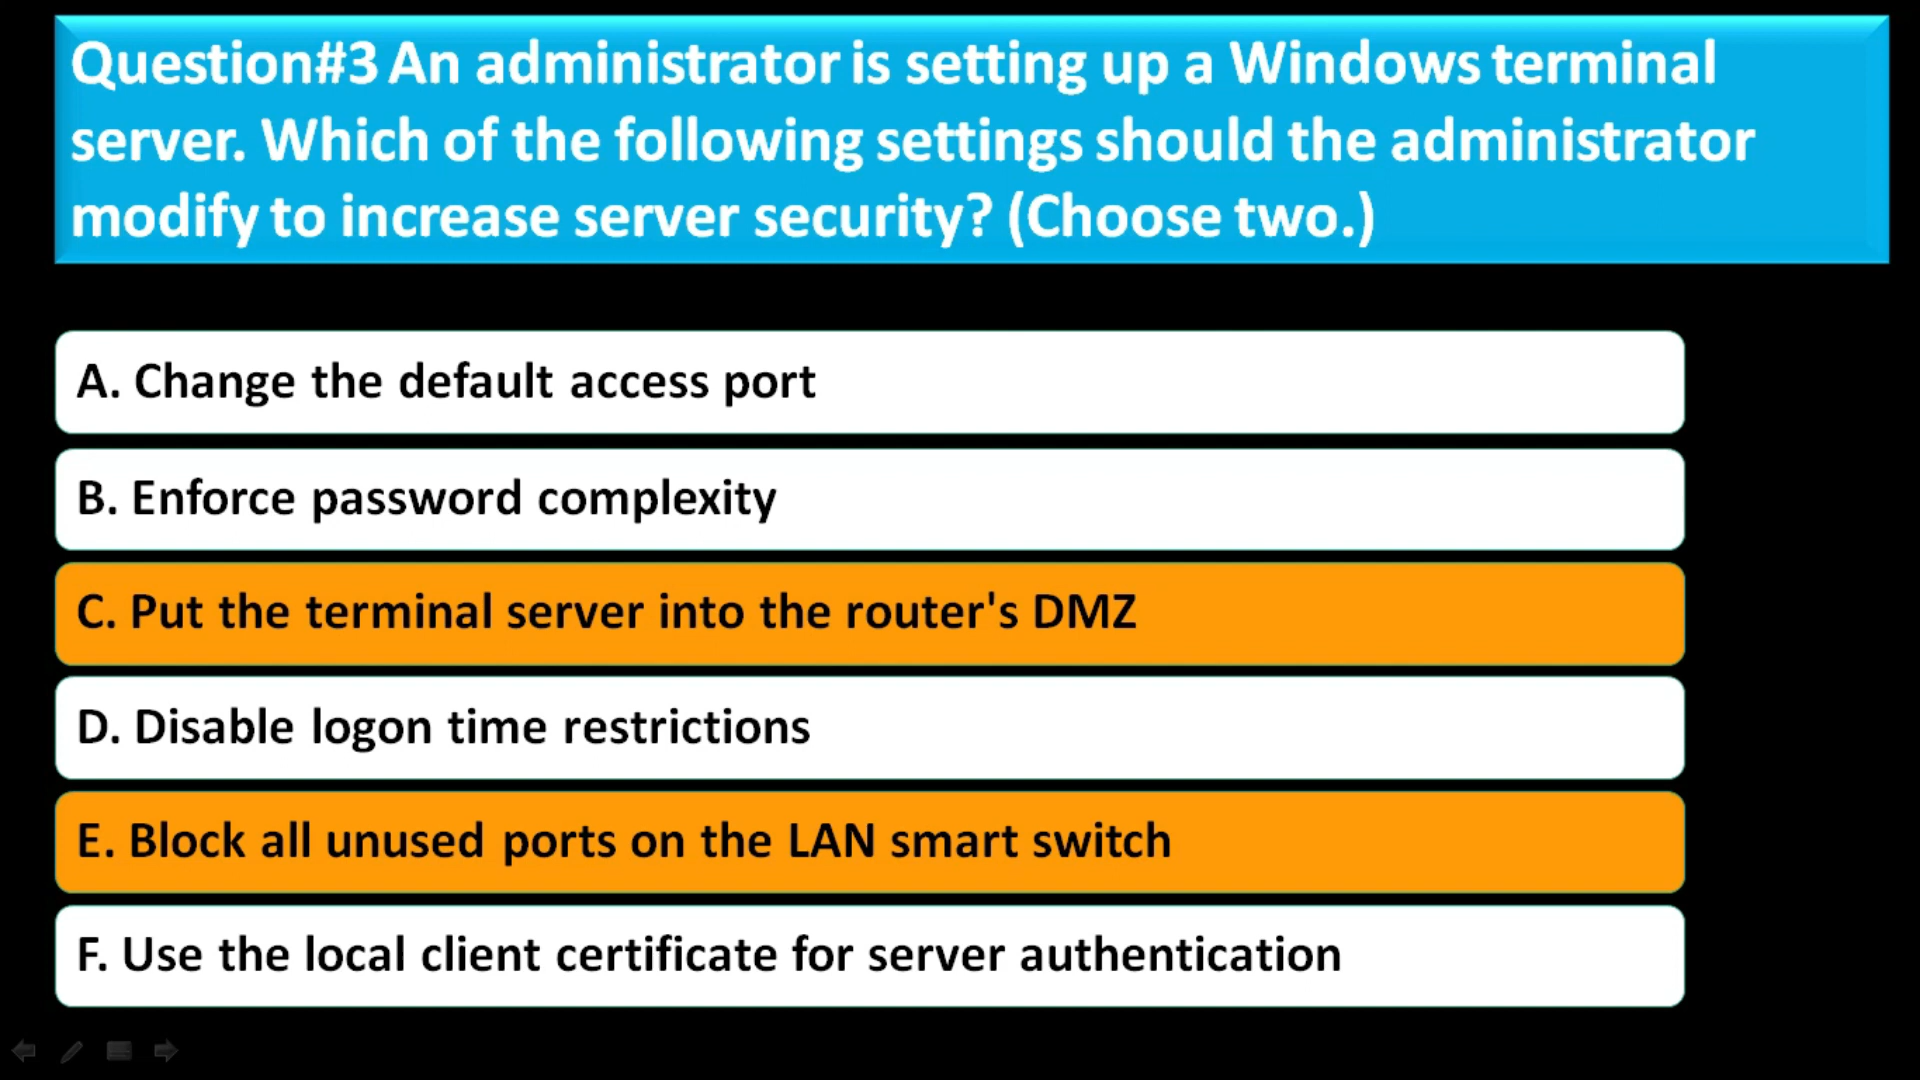 Question#3 An administrator is setting up a Windows terminal
server. Which of the following settings should the administrator
modify to increase server security? (Choose two.)
A. Change the default access port
B. Enforce password complexity
C. Put the terminal server into the router's DMZ
D. Disable logon time restrictions
E. Block all unused ports on the LAN smart switch
F. Use the local client certificate for server authentication